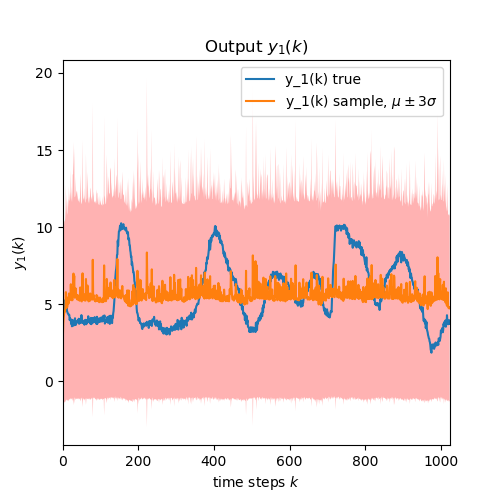 Output y₁(k)
y_1(k) true
y_1(k) sample, μ ± 3σ
y₁(k)
20
15
10
5
0
0 200 400 600 800 1000
time steps k